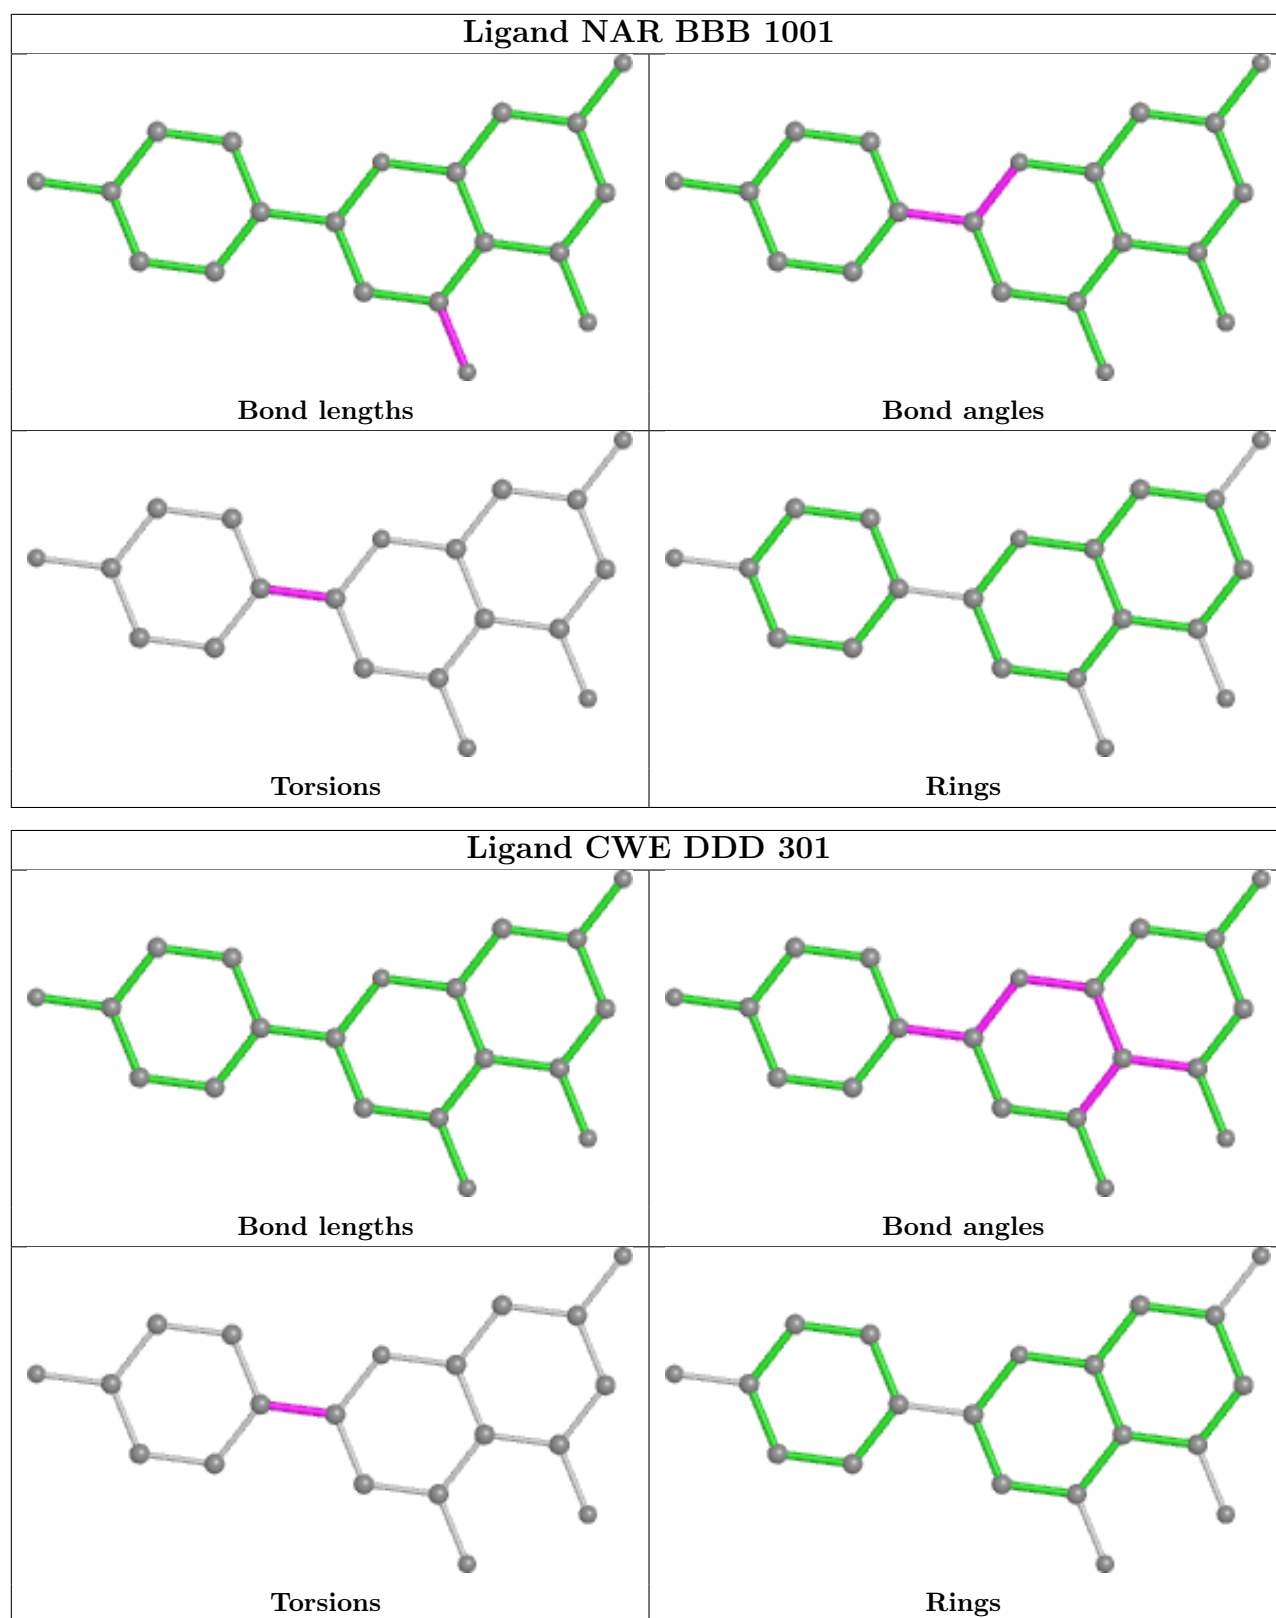 Ligand NAR BBB 1001
Bond lengths
Bond angles
Torsions
Rings
Ligand CWE DDD 301
Bond lengths
Bond angles
Torsions
Rings